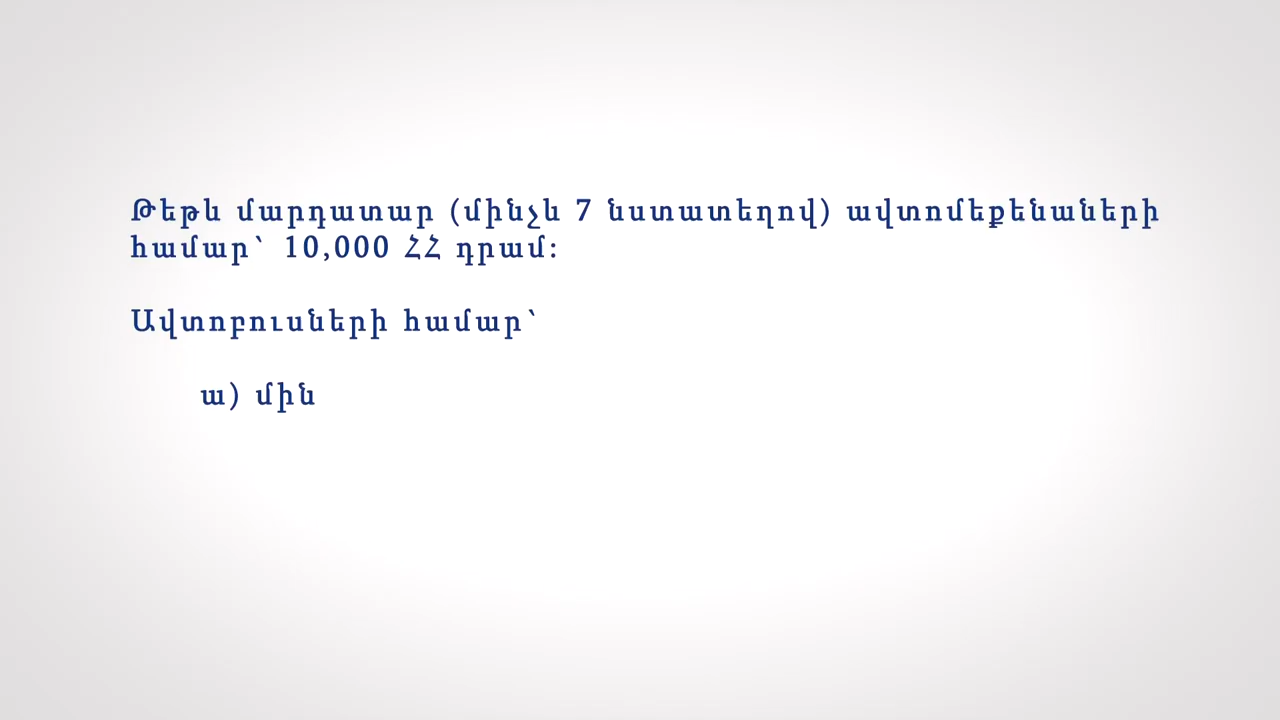 Թեթև մարդատար (մինչև 7 նստատեղով) ավտոմեքենաների
համար՝ 10,000 ՀՀ դրամ:
Ավտոբուսների համար՝
ա) մին